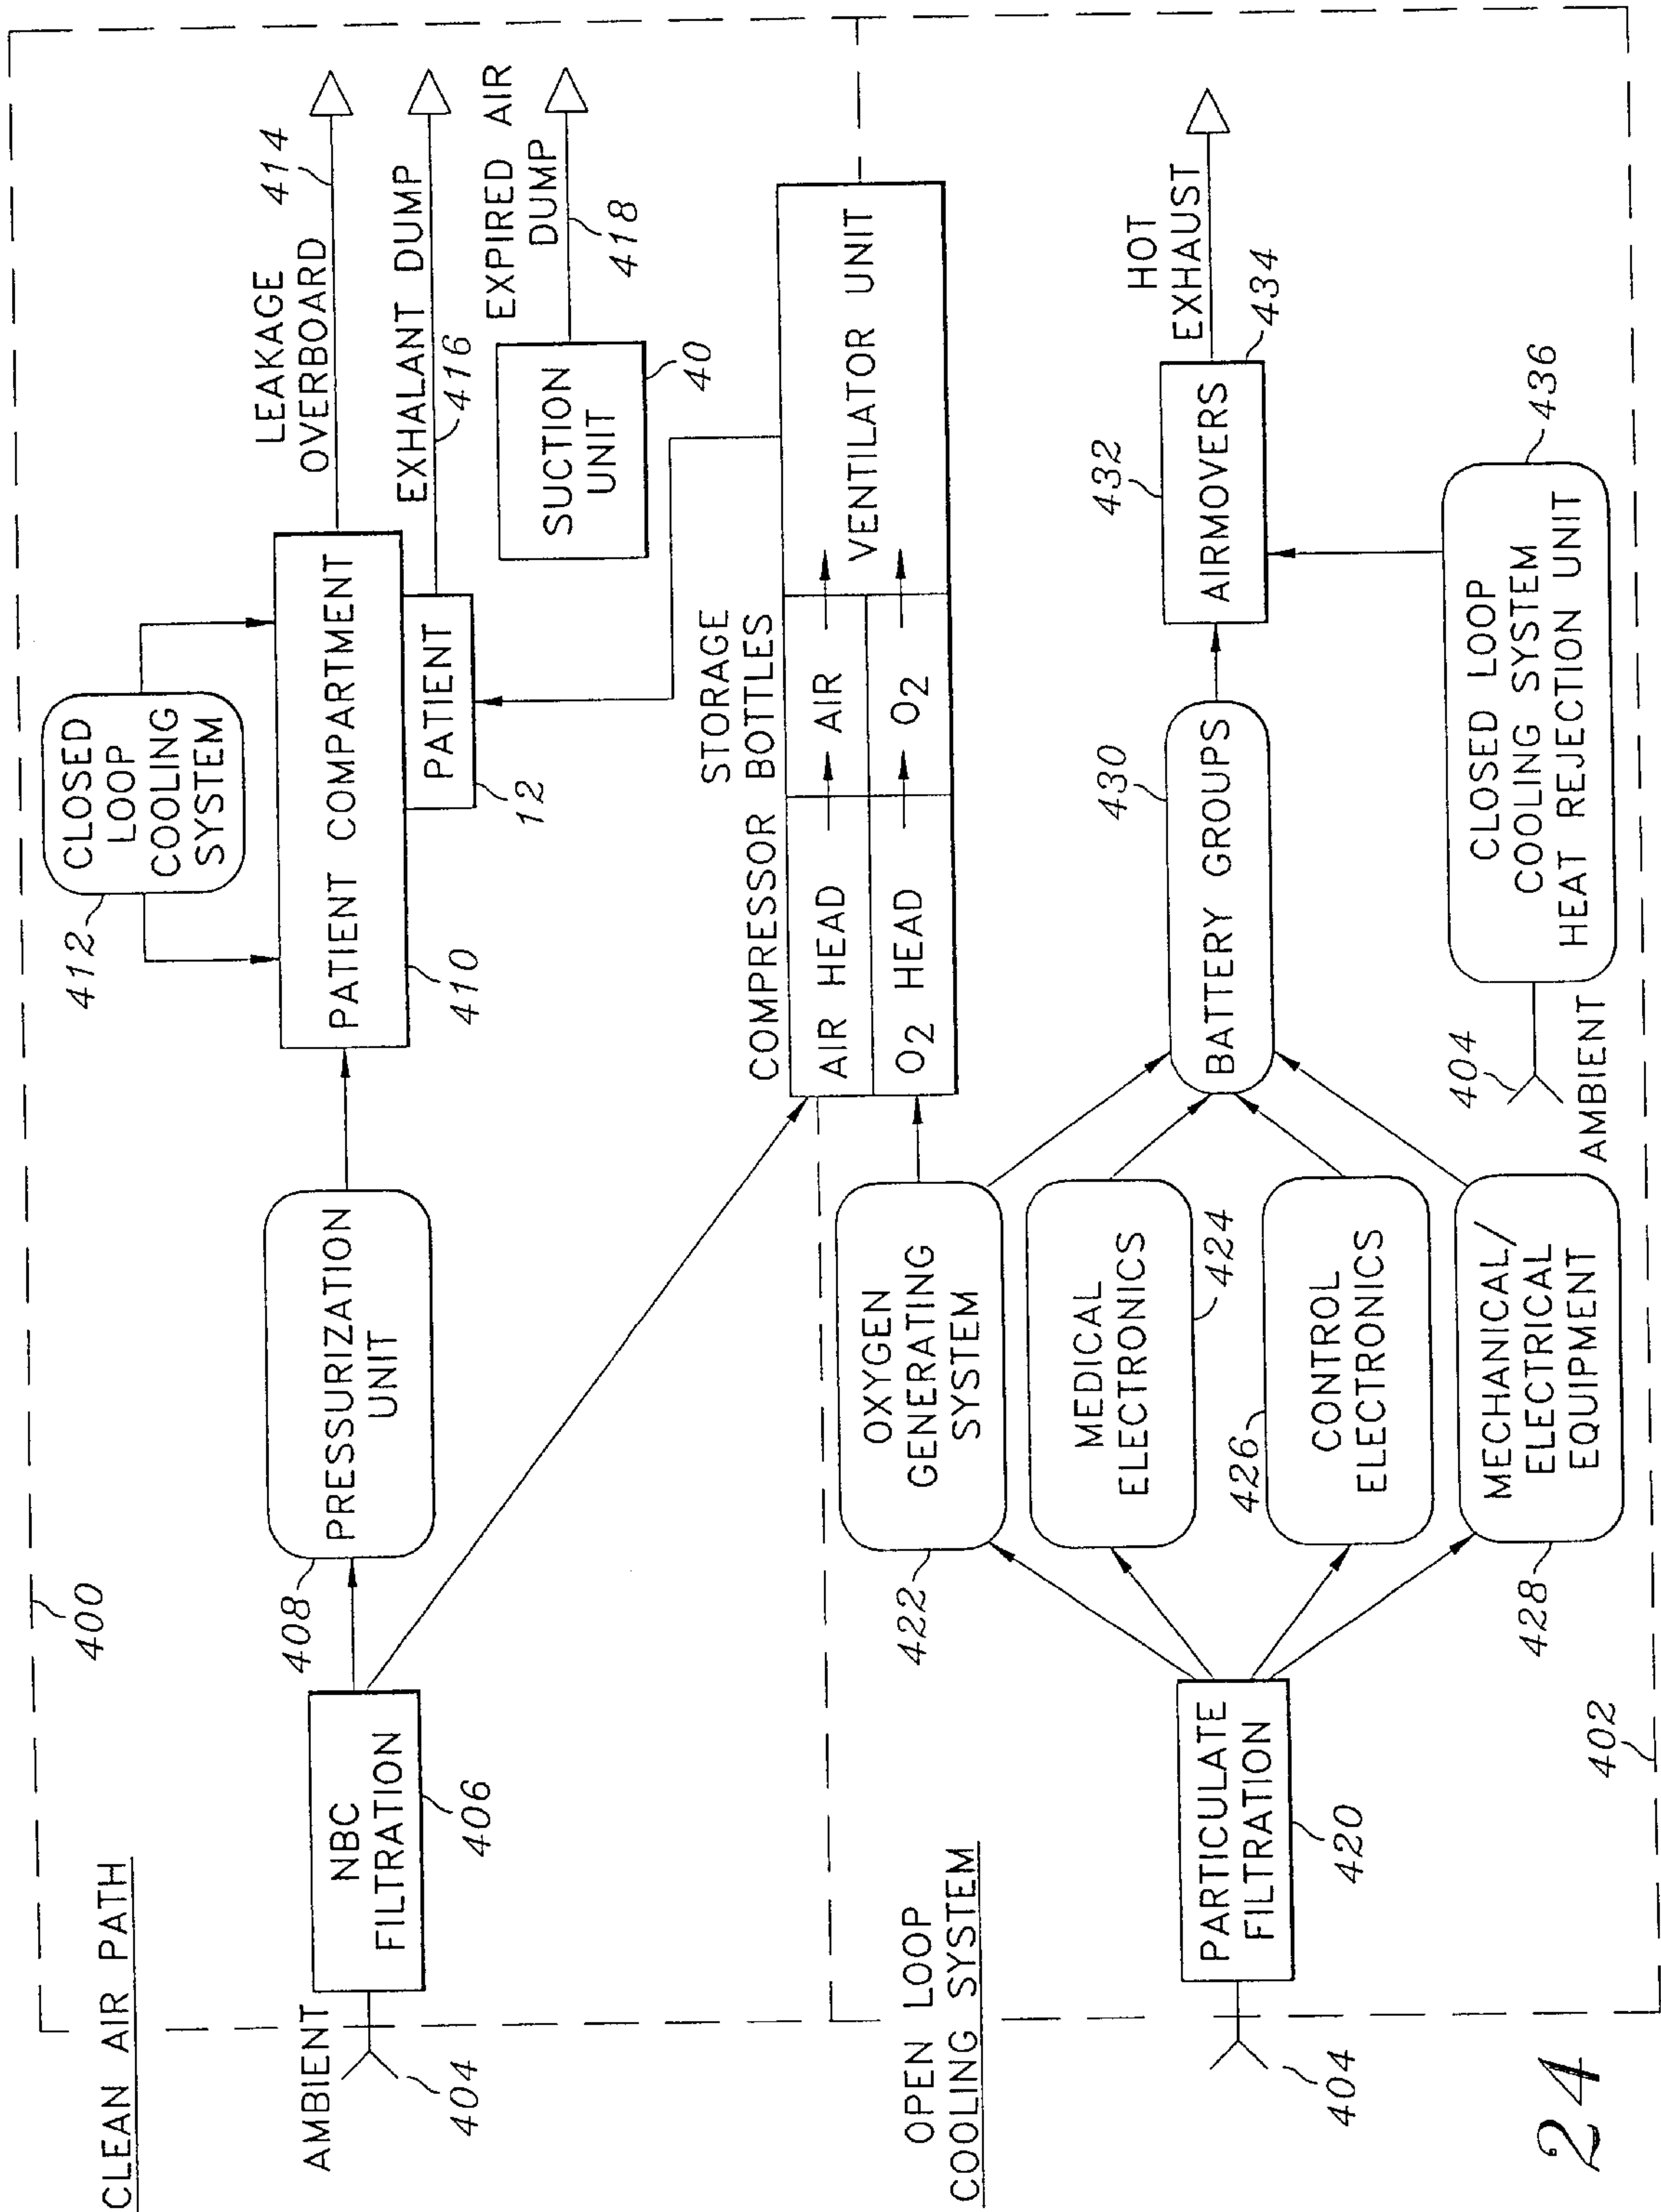 CLEAN AIR PATH
400
AMBIENT
404
NBC
FILTRATION
406
408
PRESSURIZATION
UNIT
412
CLOSED
LOOP
COOLING
SYSTEM
PATIENT COMPARTMENT
410
PATIENT
12
LEAKAGE
OVERBOARD
414
EXHALANT DUMP
416
EXPIRED AIR
DUMP
418
SUCTION
UNIT
40
COMPRESSOR
STORAGE
BOTTLES
AIR HEAD
AIR
O2 HEAD
O2
VENTILATOR UNIT
OPEN LOOP
COOLING SYSTEM
404
PARTICULATE
FILTRATION
420
422
OXYGEN
GENERATING
SYSTEM
MEDICAL
ELECTRONICS
424
426
CONTROL
ELECTRONICS
428
MECHANICAL/
ELECTRICAL
EQUIPMENT
430
BATTERY GROUPS
432
AIRMOVERS
434
HOT
EXHAUST
404
AMBIENT
CLOSED LOOP
COOLING SYSTEM
HEAT REJECTION UNIT
436
402
24